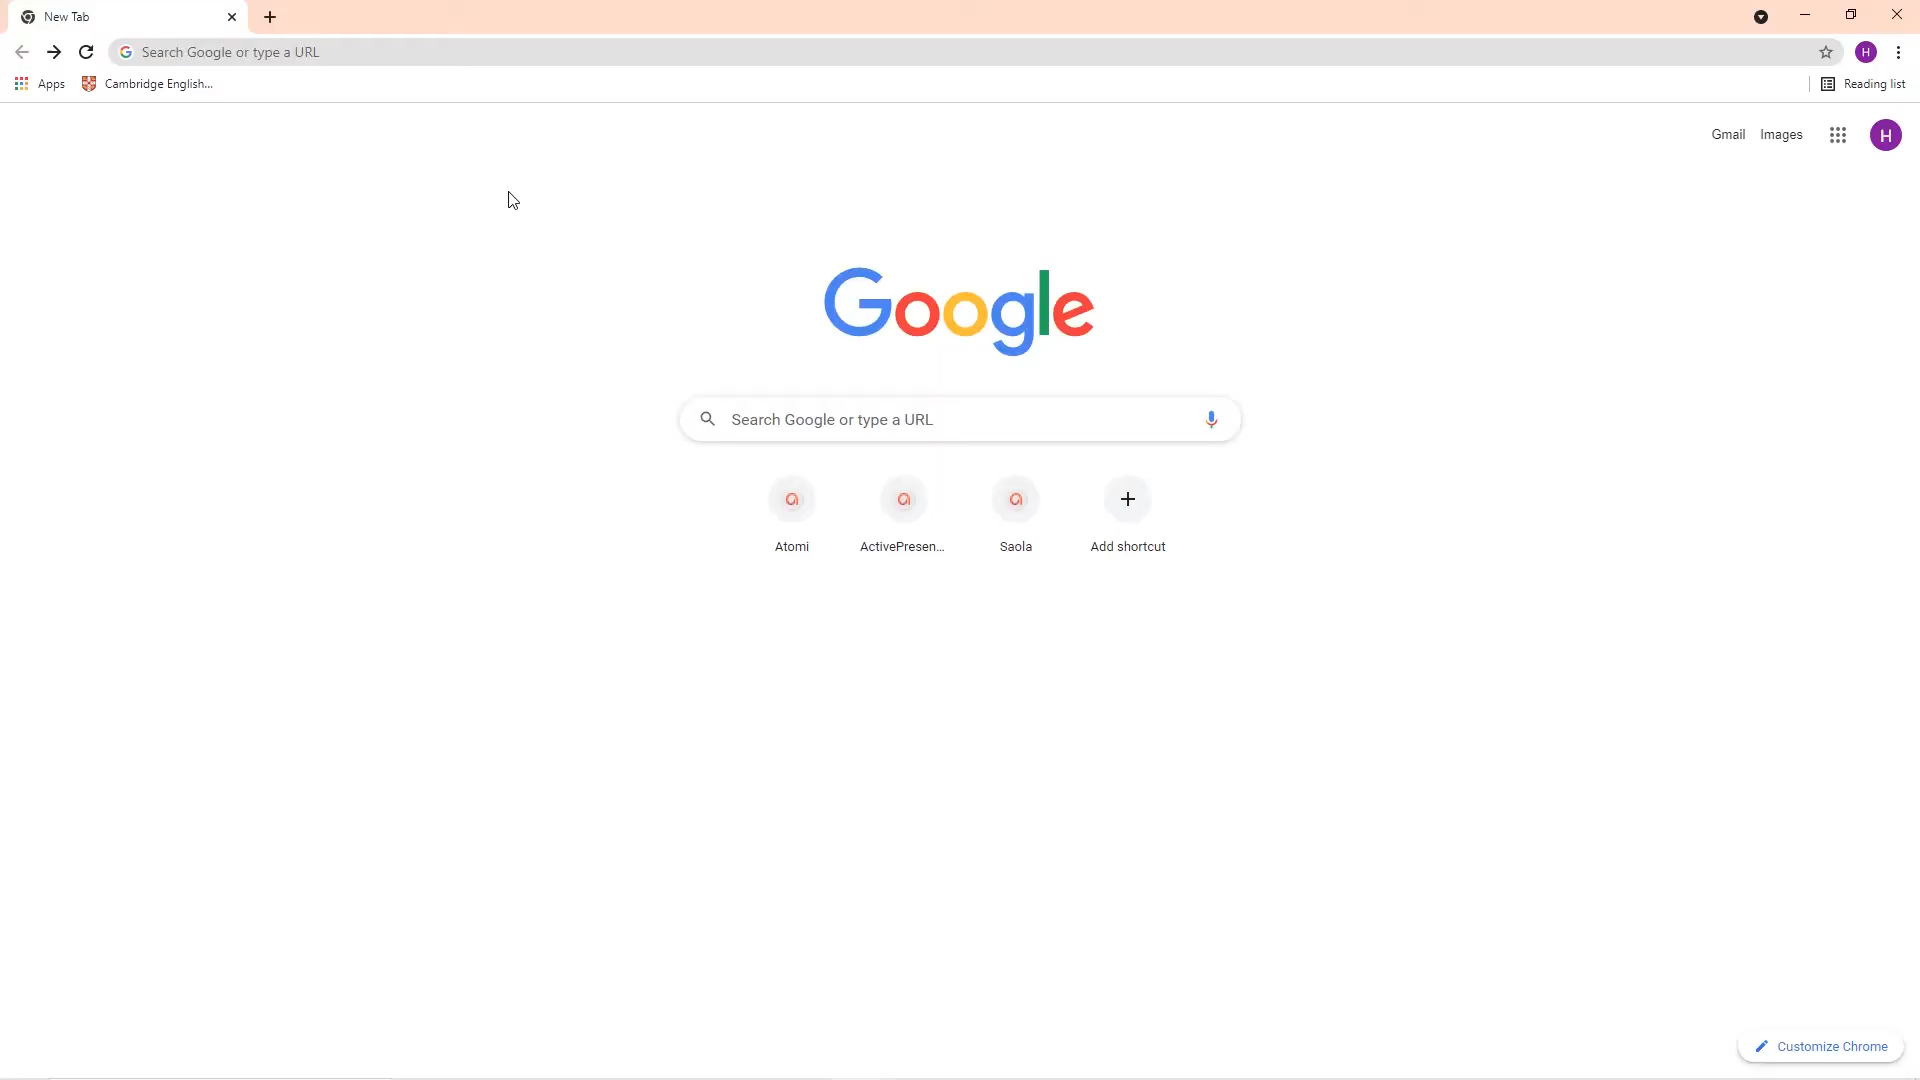 New Tab
Search Google or type a URL
H
Apps
Cambridge English...
Reading list
Gmail
Images
H
Google
Search Google or type a URL
Atomi
ActivePresen...
Saola
Add shortcut
Customize Chrome